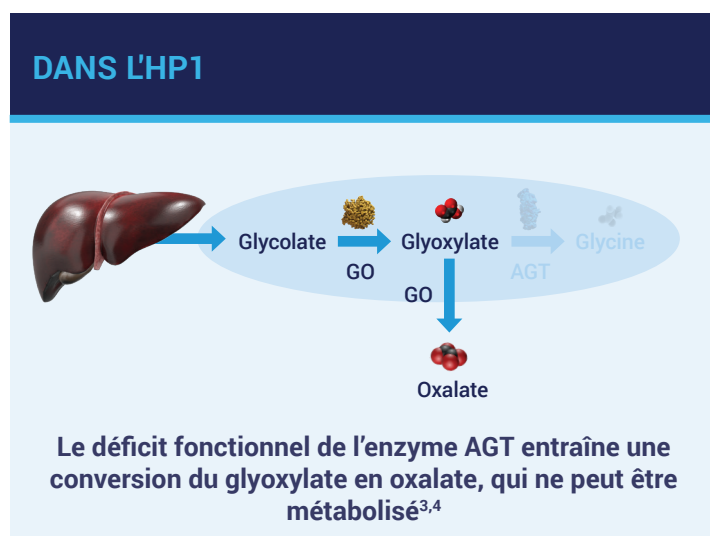 DANS L'HP1
Glycolate
Glyoxylate
Glycine
GO
AGT
GO
Oxalate
Le déficit fonctionnel de l'enzyme AGT entraîne une
conversion du glyoxylate en oxalate, qui ne peut être
métabolisé3,4